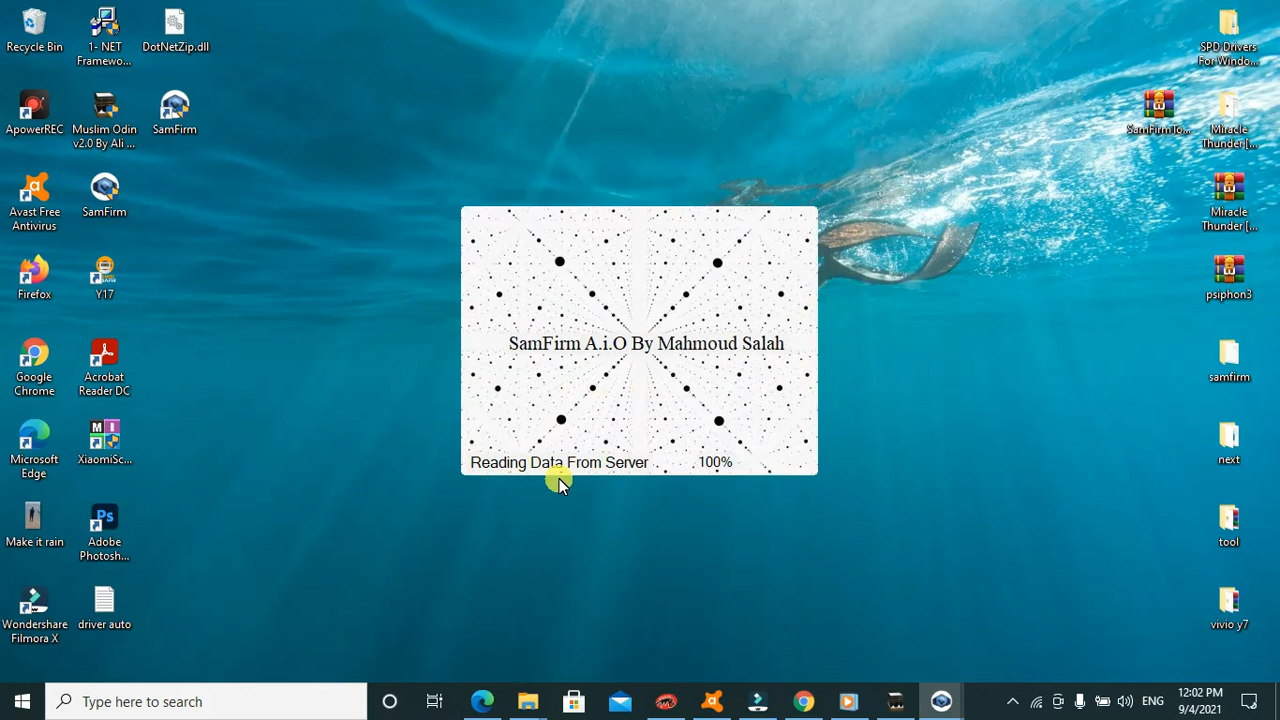 Recycle Bin
1- NET
Framewo...
DotNetZip.dll
ApowerREC
Muslim Odin
v2.0 By Ali ...
SamFirm
Avast Free
Antivirus
SamFirm
Firefox
Y17
Google
Chrome
Acrobat
Reader DC
Microsoft
Edge
XiaomiSc...
Make it rain
Adobe
Photosh...
Wondershare
Filmora X
driver auto
SamFirm A.i.O By Mahmoud Salah
Reading Data From Server 100%
SPD Drivers
For Windo...
SamFirmTo...
Miracle
Thunder [...
Miracle
Thunder [...
psiphon3
samfirm
next
tool
vivio y7
Type here to search
ENG
12:02 PM
9/4/2021